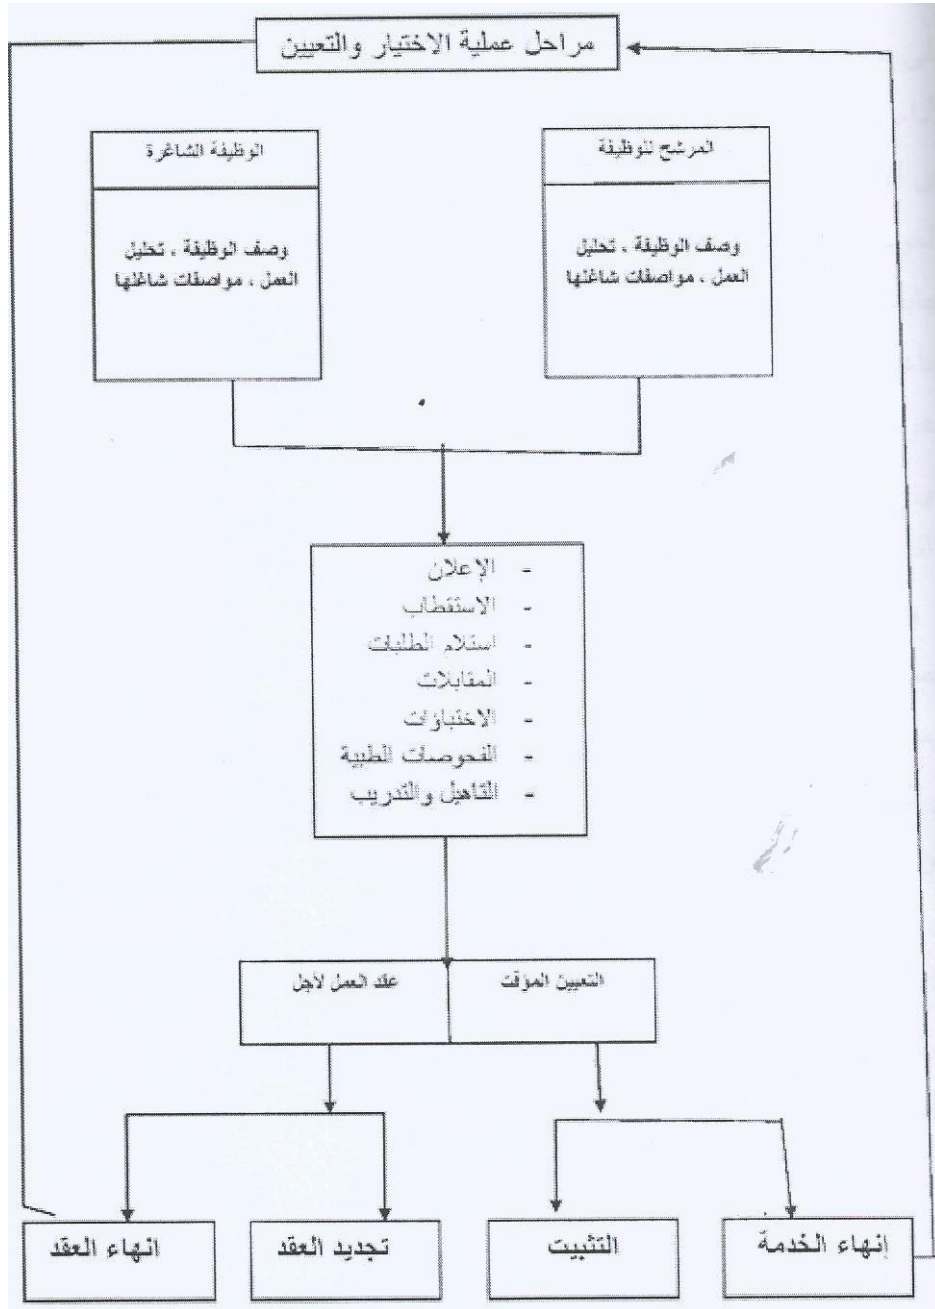 مراحل عملية الاختيار والتعيين
المرشح للوظيفة
وصف الوظيفة ، تحليل
العمل ، مواصفات شاغلها
الوظيفة الشاغرة
وصف الوظيفة ، تحليل
العمل ، مواصفات شاغلها
- الإعلان
- الاستقطاب
- استلام الطلبات
- المقابلات
- الاختبارات
- الفحوصات الطبية
- التاهيل والتدريب
التعيين المؤقت
عقد العمل لأجل
إنهاء الخدمة
التثبيت
تجديد العقد
انهاء العقد